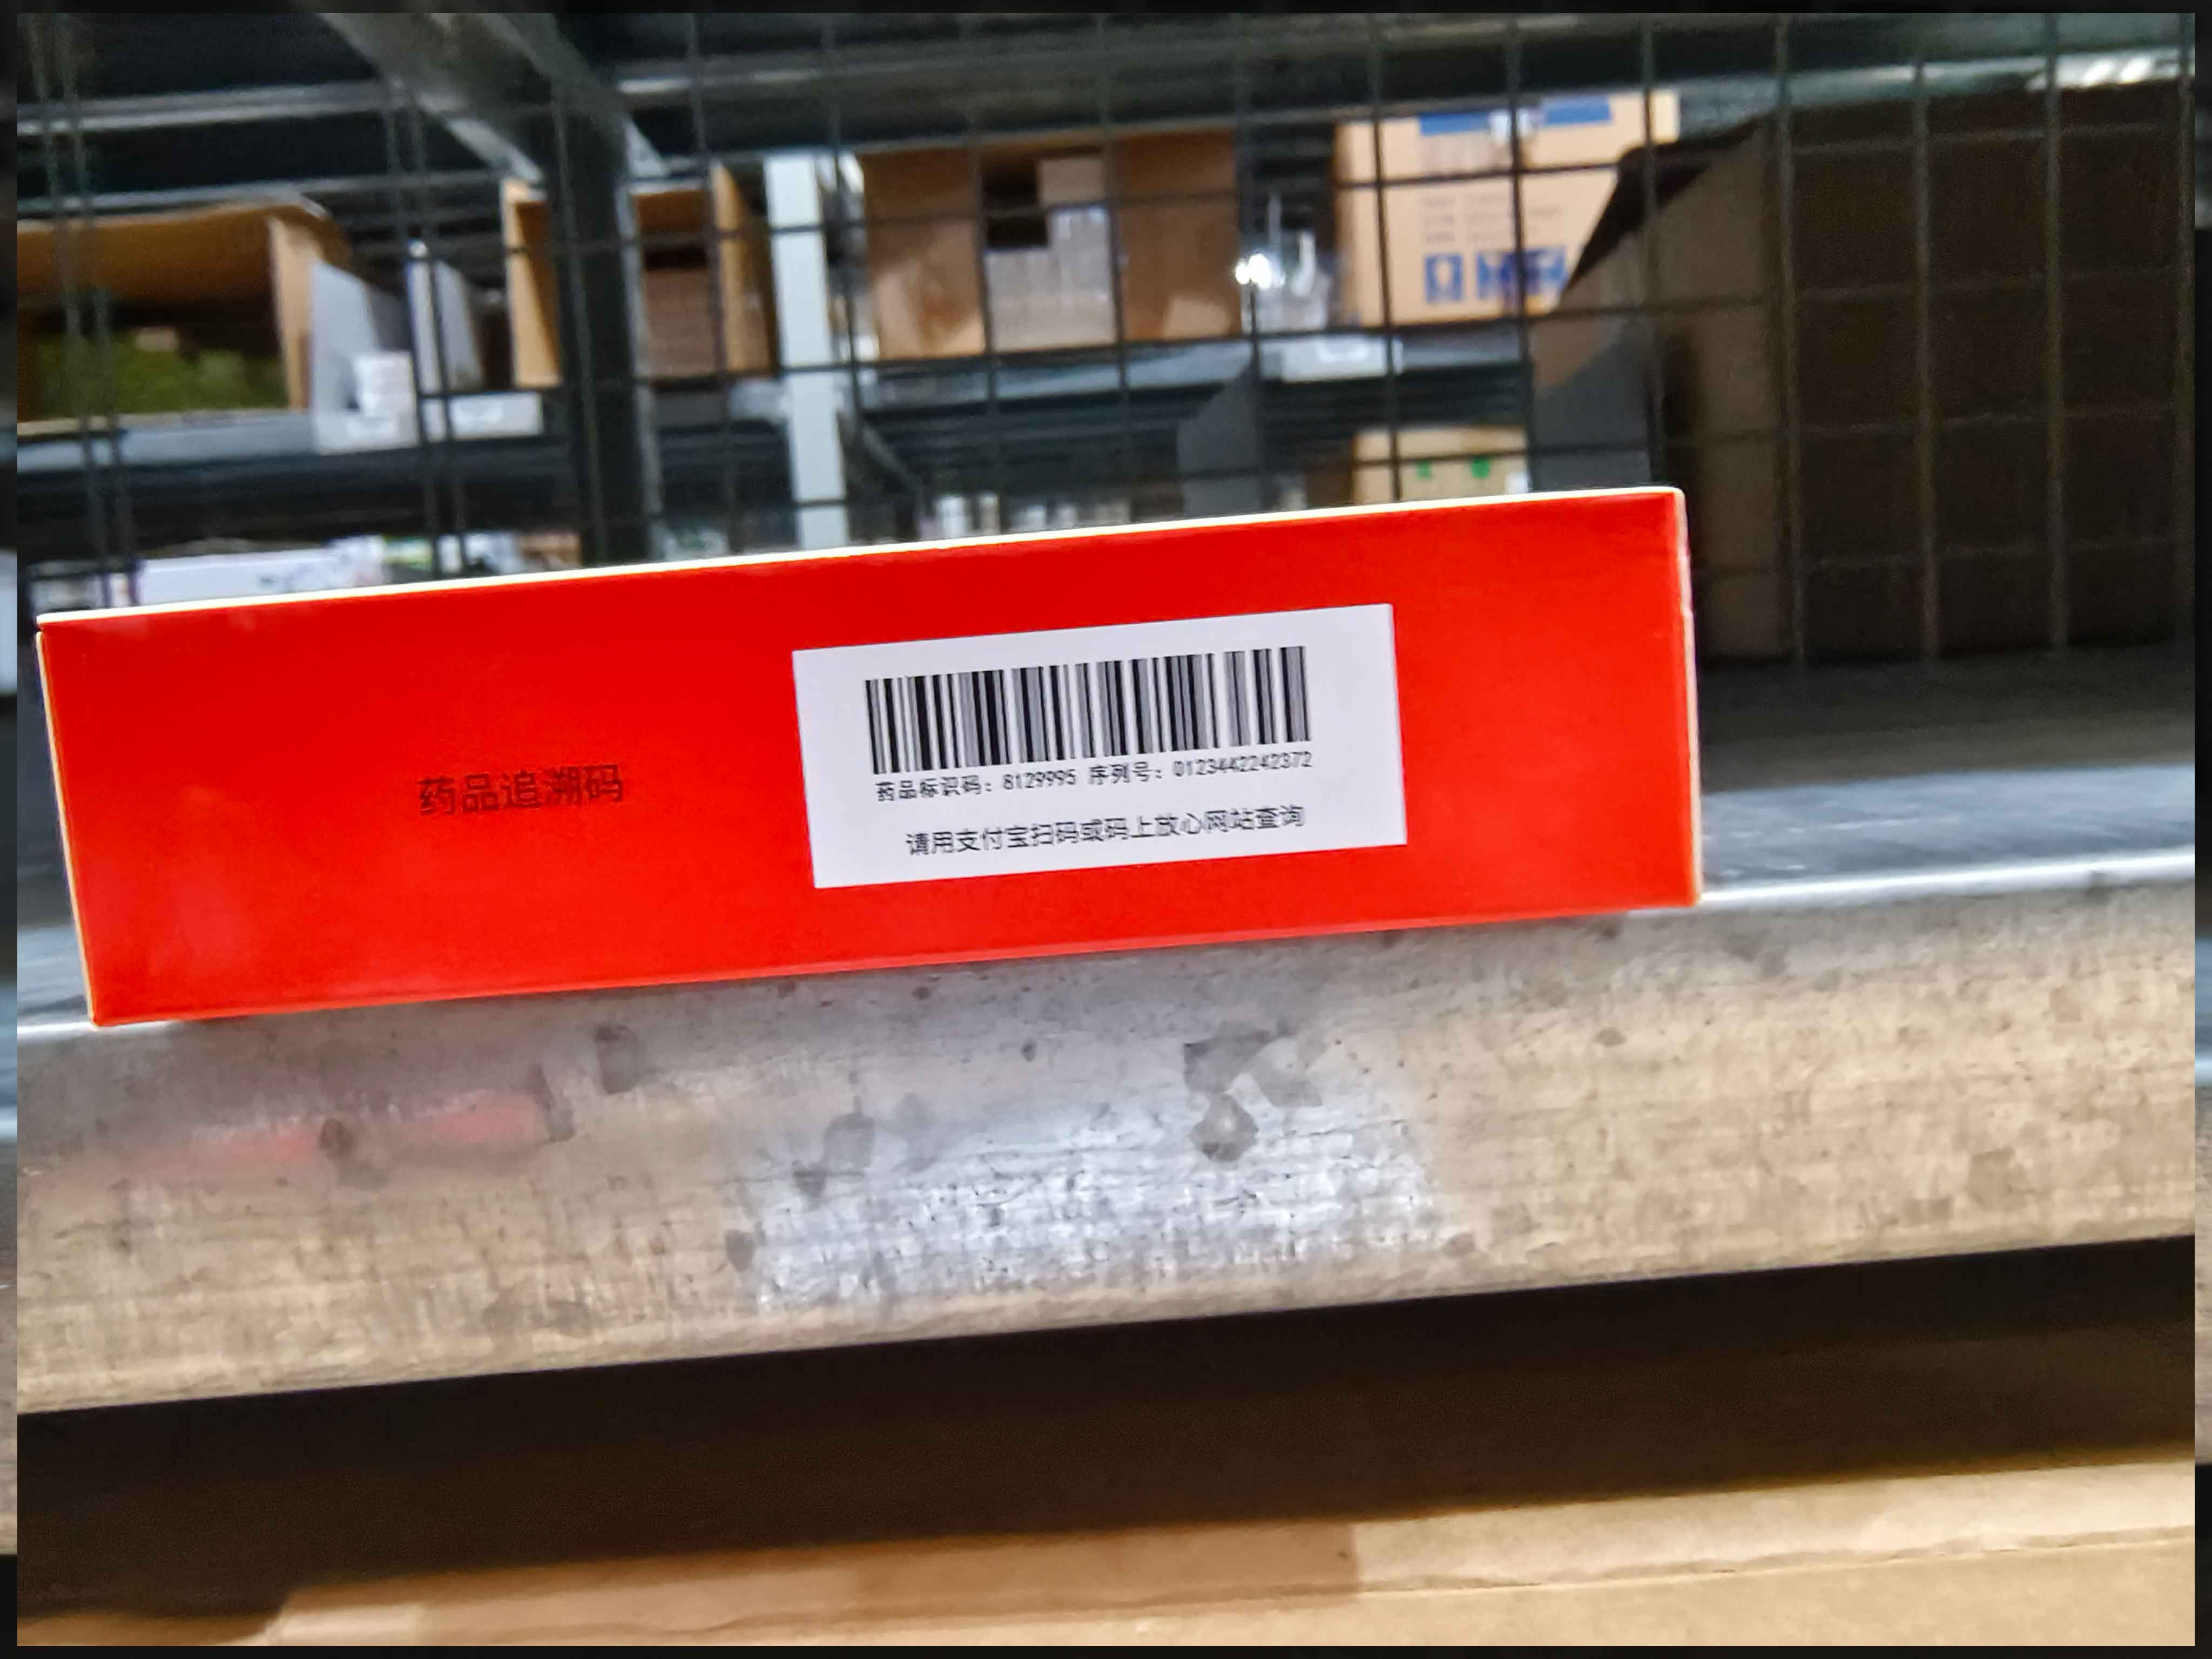 药品追溯码
药品标识码：8129995 序列号：0123442242372
请用支付宝扫码或码上放心网站查询